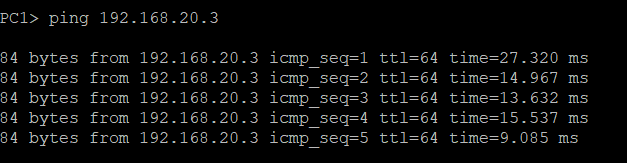 PC1> ping 192.168.20.3
84 bytes from 192.168.20.3 icmp_seq=1 ttl=64 time=27.320 ms
84 bytes from 192.168.20.3 icmp_seq=2 ttl=64 time=14.967 ms
84 bytes from 192.168.20.3 icmp_seq=3 ttl=64 time=13.632 ms
84 bytes from 192.168.20.3 icmp_seq=4 ttl=64 time=15.537 ms
84 bytes from 192.168.20.3 icmp_seq=5 ttl=64 time=9.085 ms